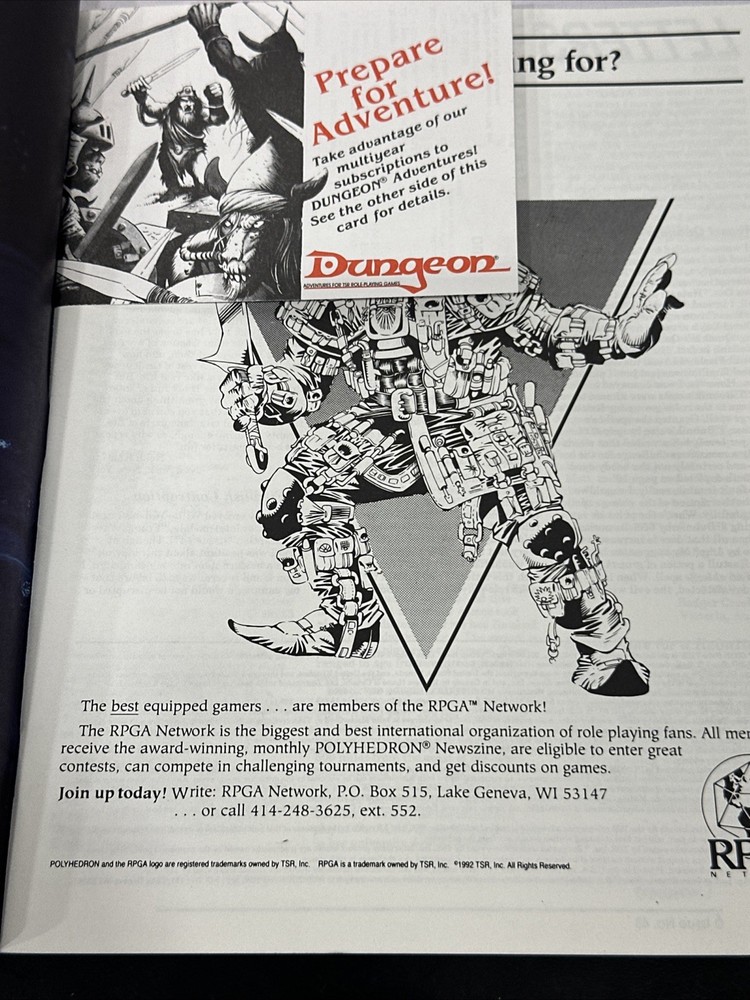 Prepare
for
Adventure!
Take advantage of our
multiyear
subscriptions to
DUNGEON® Adventures!
See the other side of this
card for details.
Dungeon®
ADVENTURES FOR TSR ROLE-PLAYING GAMES
ng for?
The best equipped gamers . . . are members of the RPGA™ Network!
The RPGA Network is the biggest and best international organization of role playing fans. All mem
receive the award-winning, monthly POLYHEDRON® Newszine, are eligible to enter great
contests, can compete in challenging tournaments, and get discounts on games.
Join up today! Write: RPGA Network, P.O. Box 515, Lake Geneva, WI 53147
. . . or call 414-248-3625, ext. 552.
POLYHEDRON and the RPGA logo are registered trademarks owned by TSR, Inc. RPGA is a trademark owned by TSR, Inc. ©1992 TSR, Inc. All Rights Reserved.
RP
NET